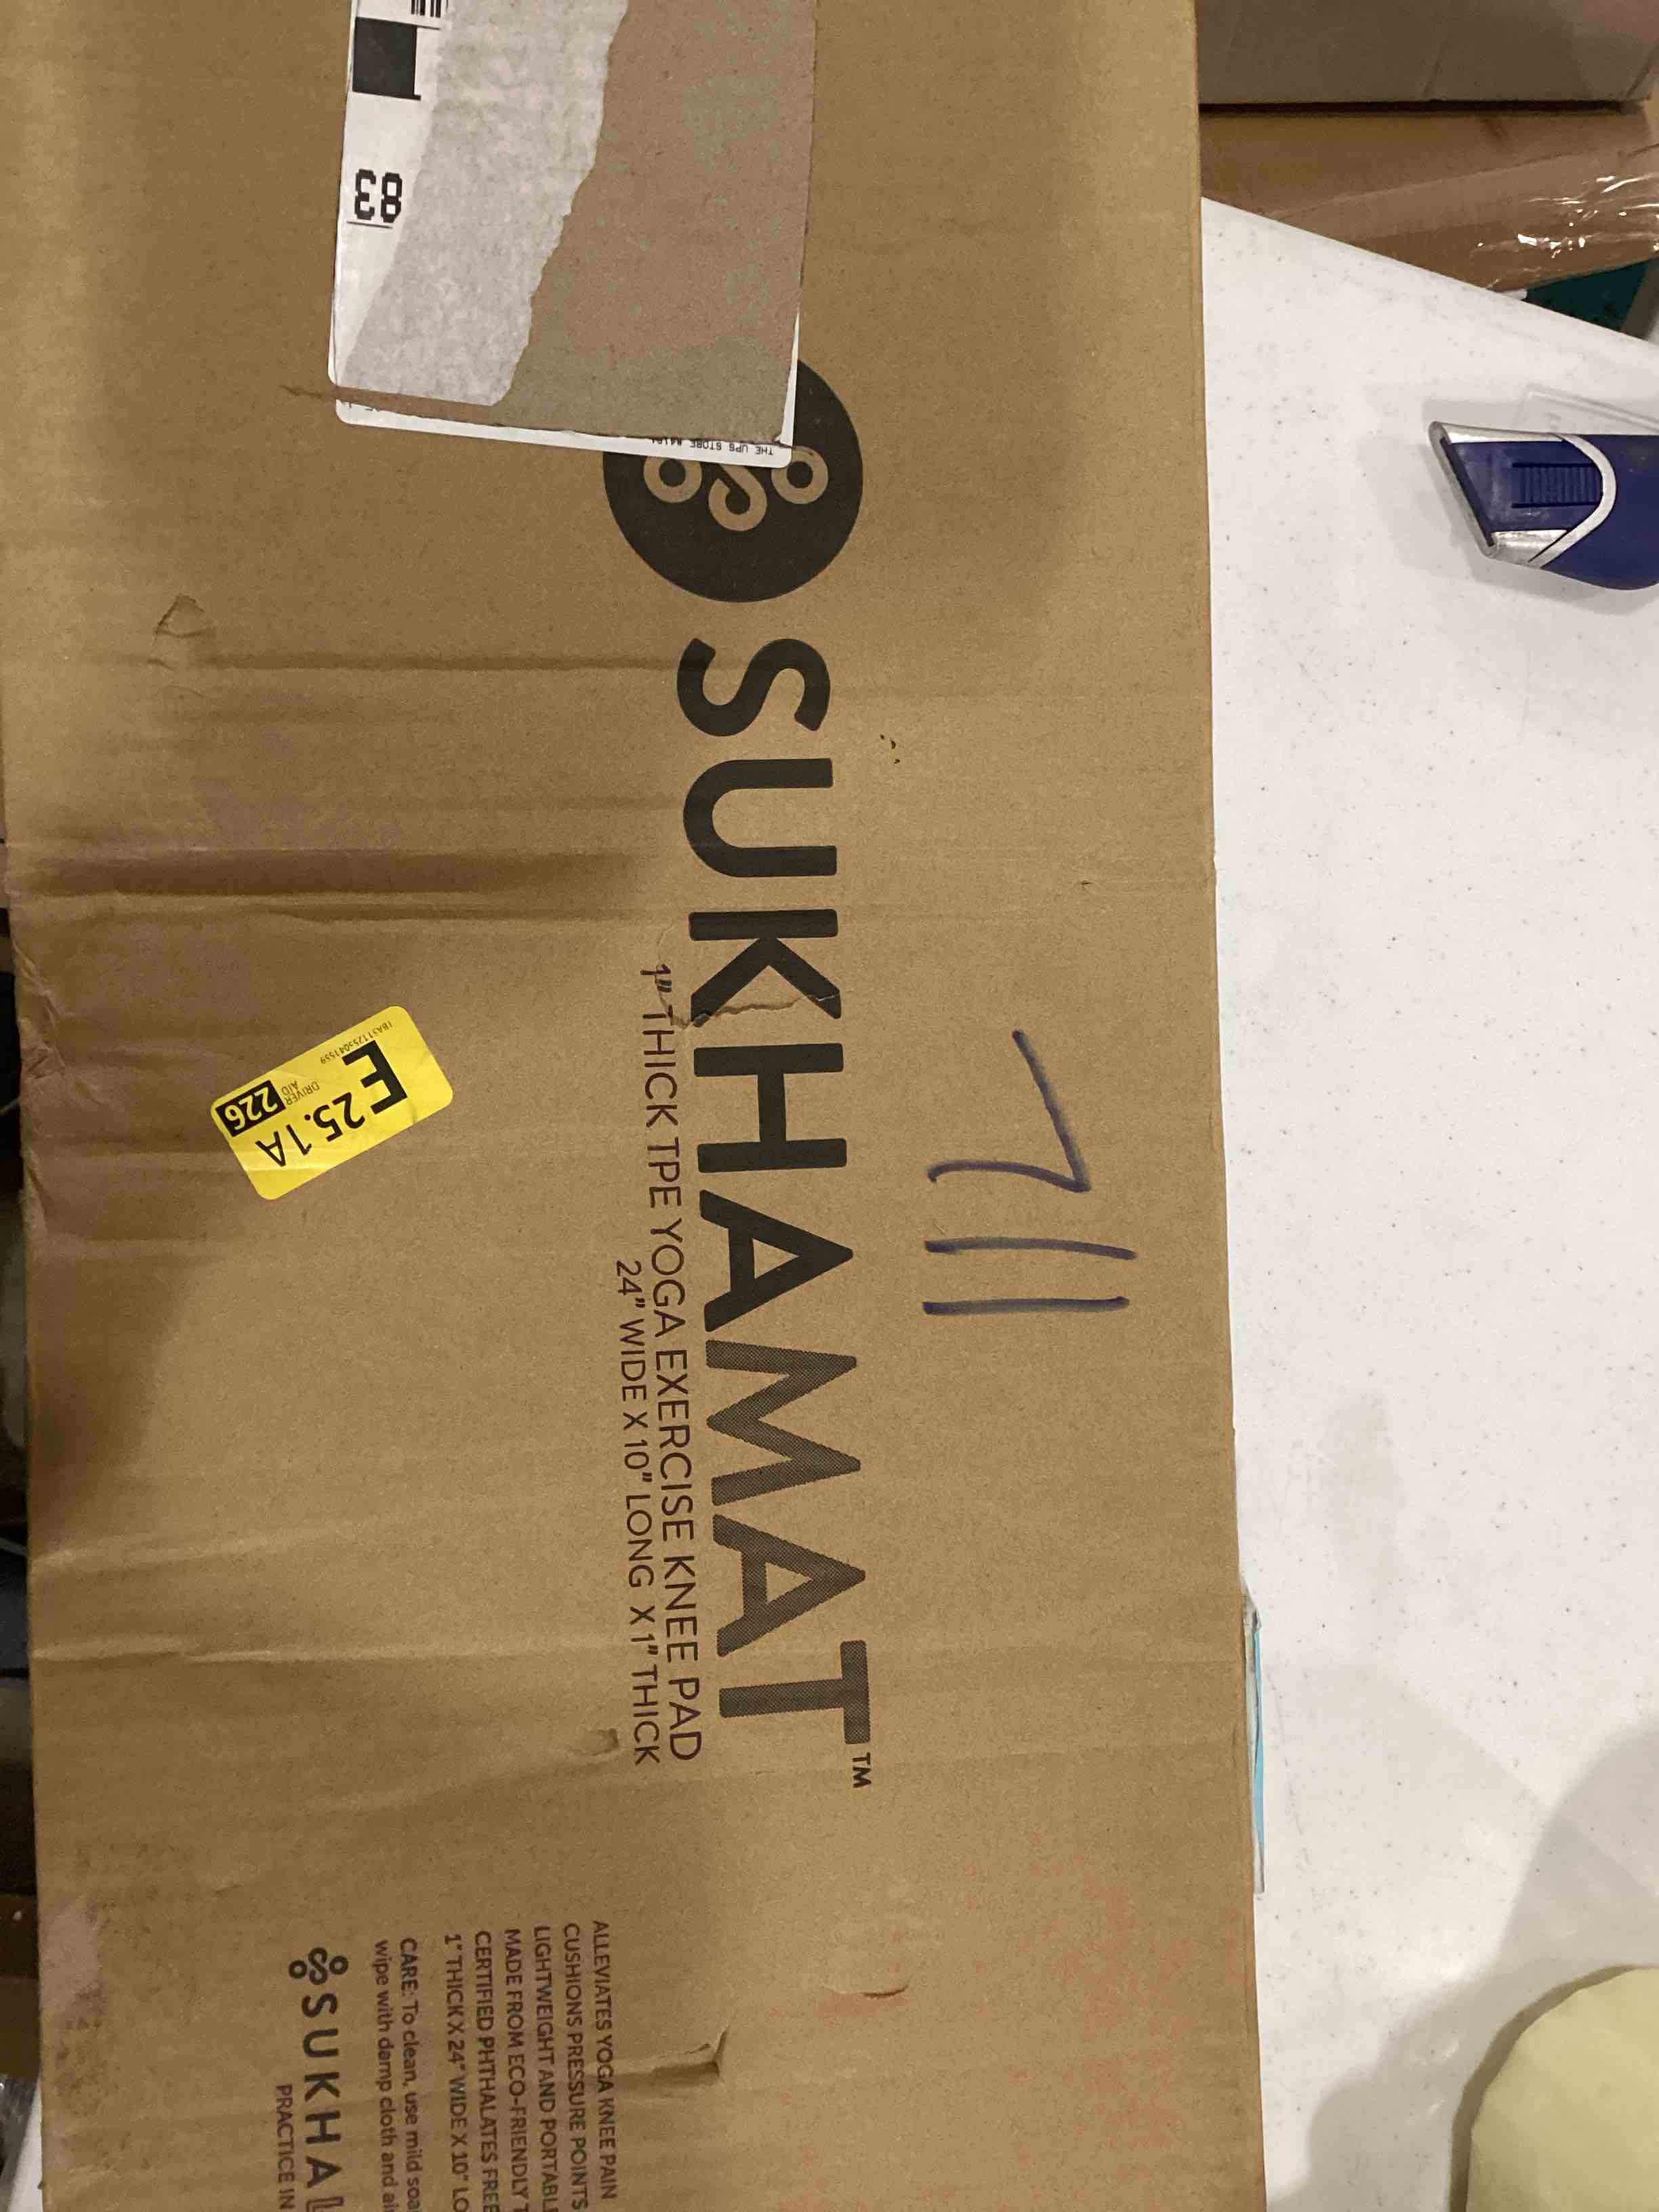 83
THE UPS STORE
SUKHAMAT™
1" THICK TPE YOGA EXERCISE KNEE PAD
24" WIDE X 10" LONG X 1" THICK
711
E
25.1A
DRIVER
AID
226
ALLEVIATES YOGA KNEE PAIN
CUSHIONS PRESSURE POINTS
LIGHTWEIGHT AND PORTABL
MADE FROM ECO-FRIENDLY T
CERTIFIED PHTHALATES FREE
1" THICK X 24" WIDE X 10" LO
CARE: To clean, use mild soa
wipe with damp cloth and ai
SUKHA
PRACTICE IN